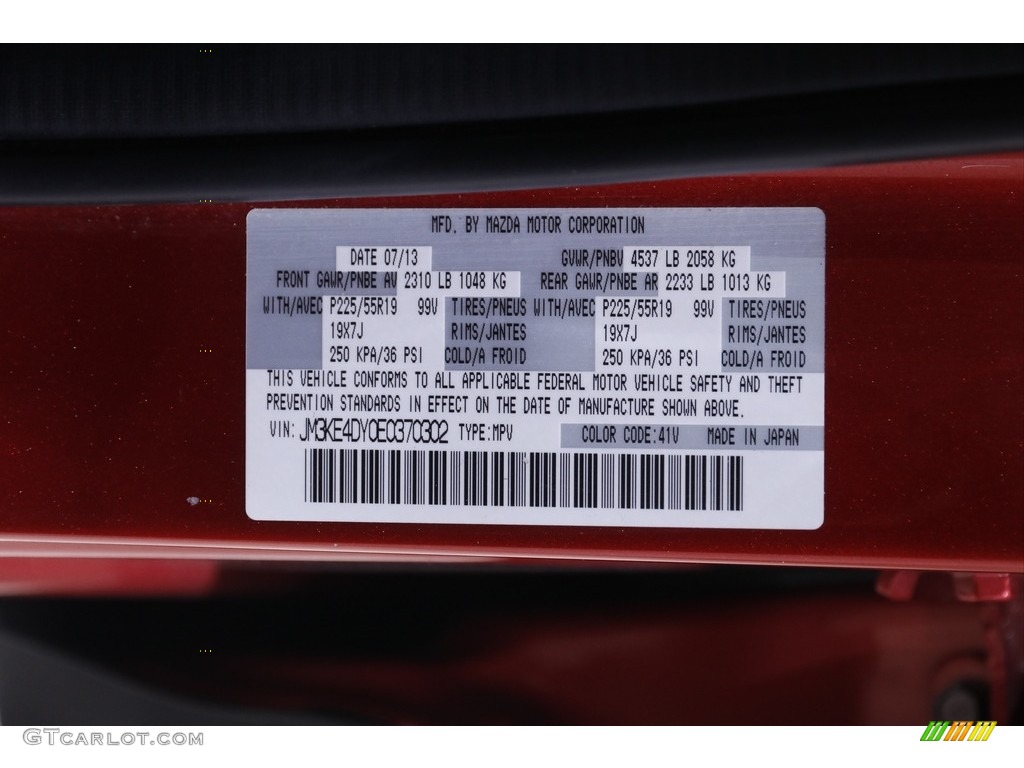 MFD. BY MAZDA MOTOR CORPORATION
DATE 07/13 GVWR/PNBV 4537 LB 2058 KG
FRONT GAWR/PNBE AV 2310 LB 1048 KG REAR GAWR/PNBE AR 2233 LB 1013 KG
WITH/AVEC P225/55R19 99V TIRES/PNEUS WITH/AVEC P225/55R19 99V TIRES/PNEUS
19X7J RIMS/JANTES 19X7J RIMS/JANTES
250 KPA/36 PSI COLD/A FROID 250 KPA/36 PSI COLD/A FROID
THIS VEHICLE CONFORMS TO ALL APPLICABLE FEDERAL MOTOR VEHICLE SAFETY AND THEFT
PREVENTION STANDARDS IN EFFECT ON THE DATE OF MANUFACTURE SHOWN ABOVE.
VIN: JM3KE4DY0E0370302 TYPE:MPV COLOR CODE:41V MADE IN JAPAN
GTCARLOT.COM